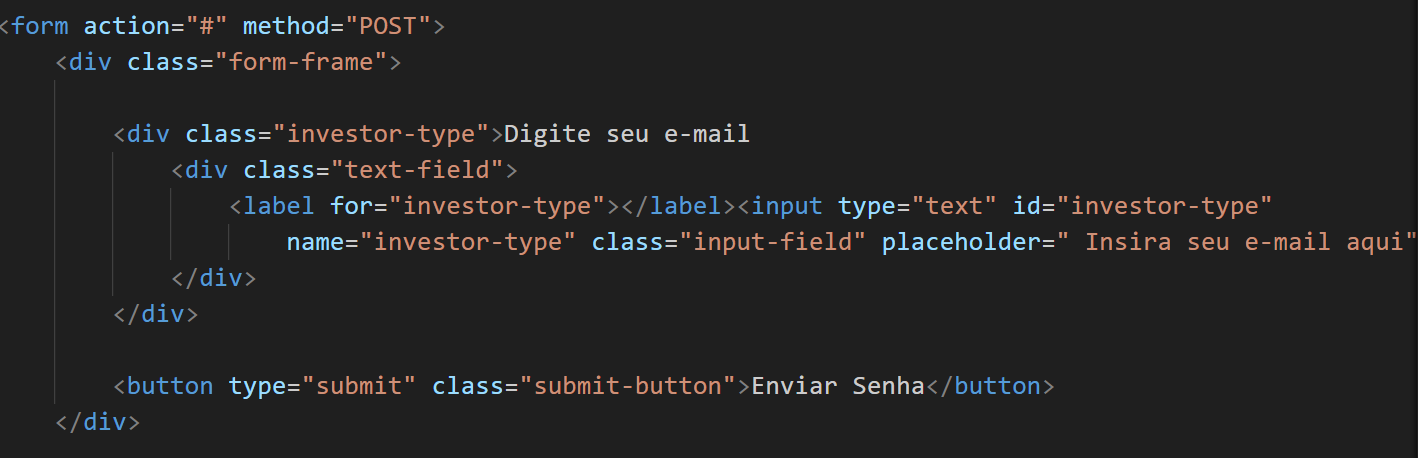 <form action="#" method="POST">
<div class="form-frame">
<div class="investor-type">Digite seu e-mail
<div class="text-field">
<label for="investor-type"></label><input type="text" id="investor-type"
name="investor-type" class="input-field" placeholder=" Insira seu e-mail aqui"
</div>
</div>
<button type="submit" class="submit-button">Enviar Senha</button>
</div>